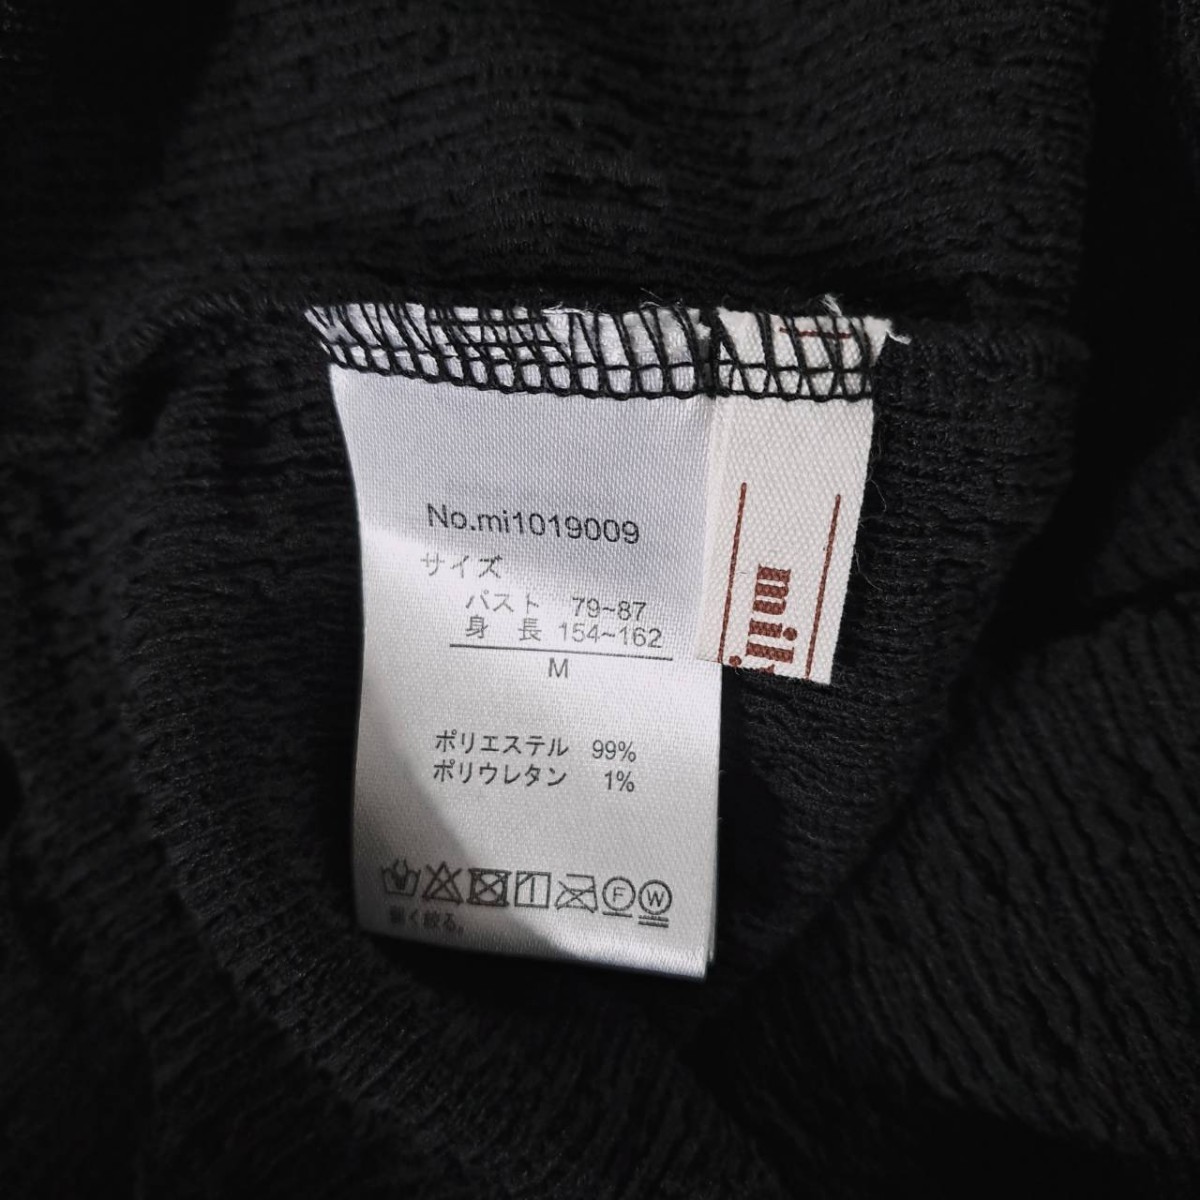 No.mi1019009
サイズ
バスト 79~87
身 長 154~162
M
ポリエステル 99%
ポリウレタン 1%
F W
弱く絞る。